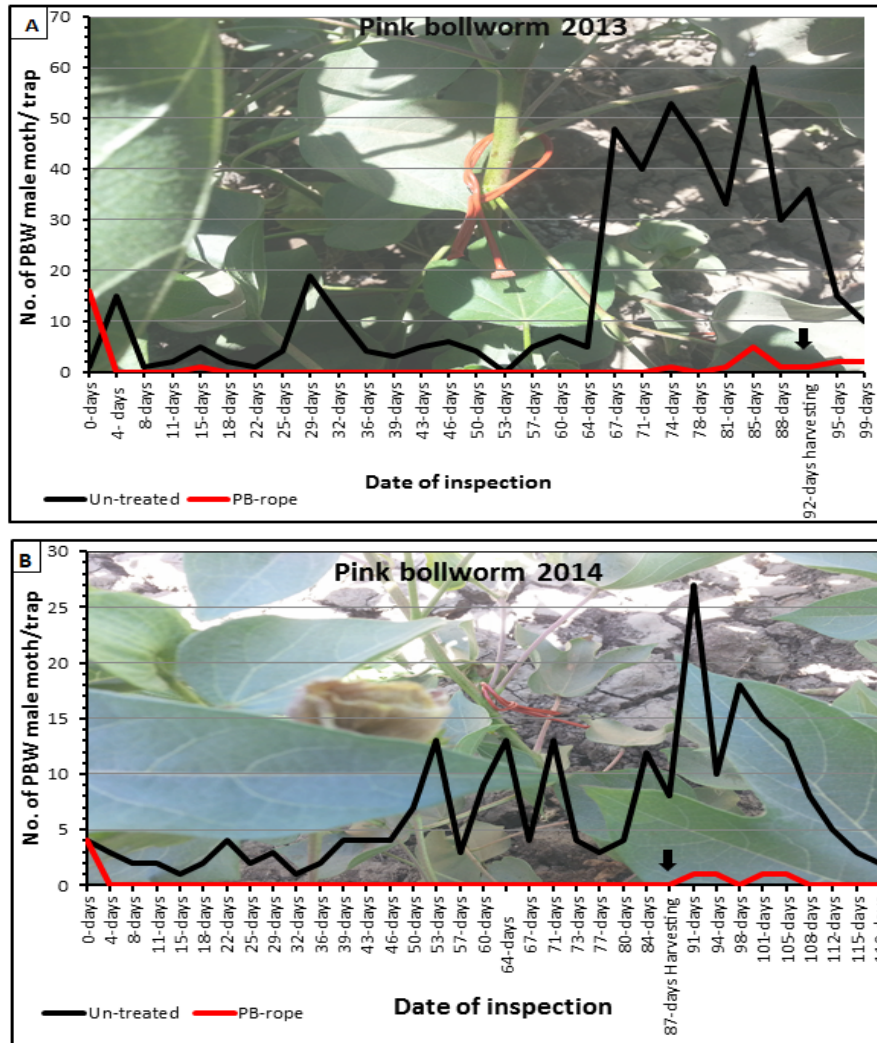 A
Pink bollworm 2013
No. of PBW male moth/ trap
70
60
50
40
30
20
10
0
0-days
4- days
8-days
11-days
15-days
18-days
22-days
25-days
29-days
32-days
36-days
39-days
43-days
46-days
50-days
53-days
57-days
60-days
64-days
67-days
71-days
74-days
78-days
81-days
85-days
88-days
92-days harvesting
95-days
99-days
Date of inspection
Un-treated
PB-rope
B
Pink bollworm 2014
No. of PBW male moth/trap
30
25
20
15
10
5
0
0-days
4-days
8-days
11-days
15-days
18-days
22-days
25-days
29-days
32-days
36-days
39-days
43-days
46-days
50-days
53-days
57-days
60-days
64-days
67-days
71-days
73-days
77-days
80-days
84-days
87-days Harvesting
91-days
94-days
98-days
101-days
105-days
108-days
112-days
115-days
Date of inspection
Un-treated
PB-rope